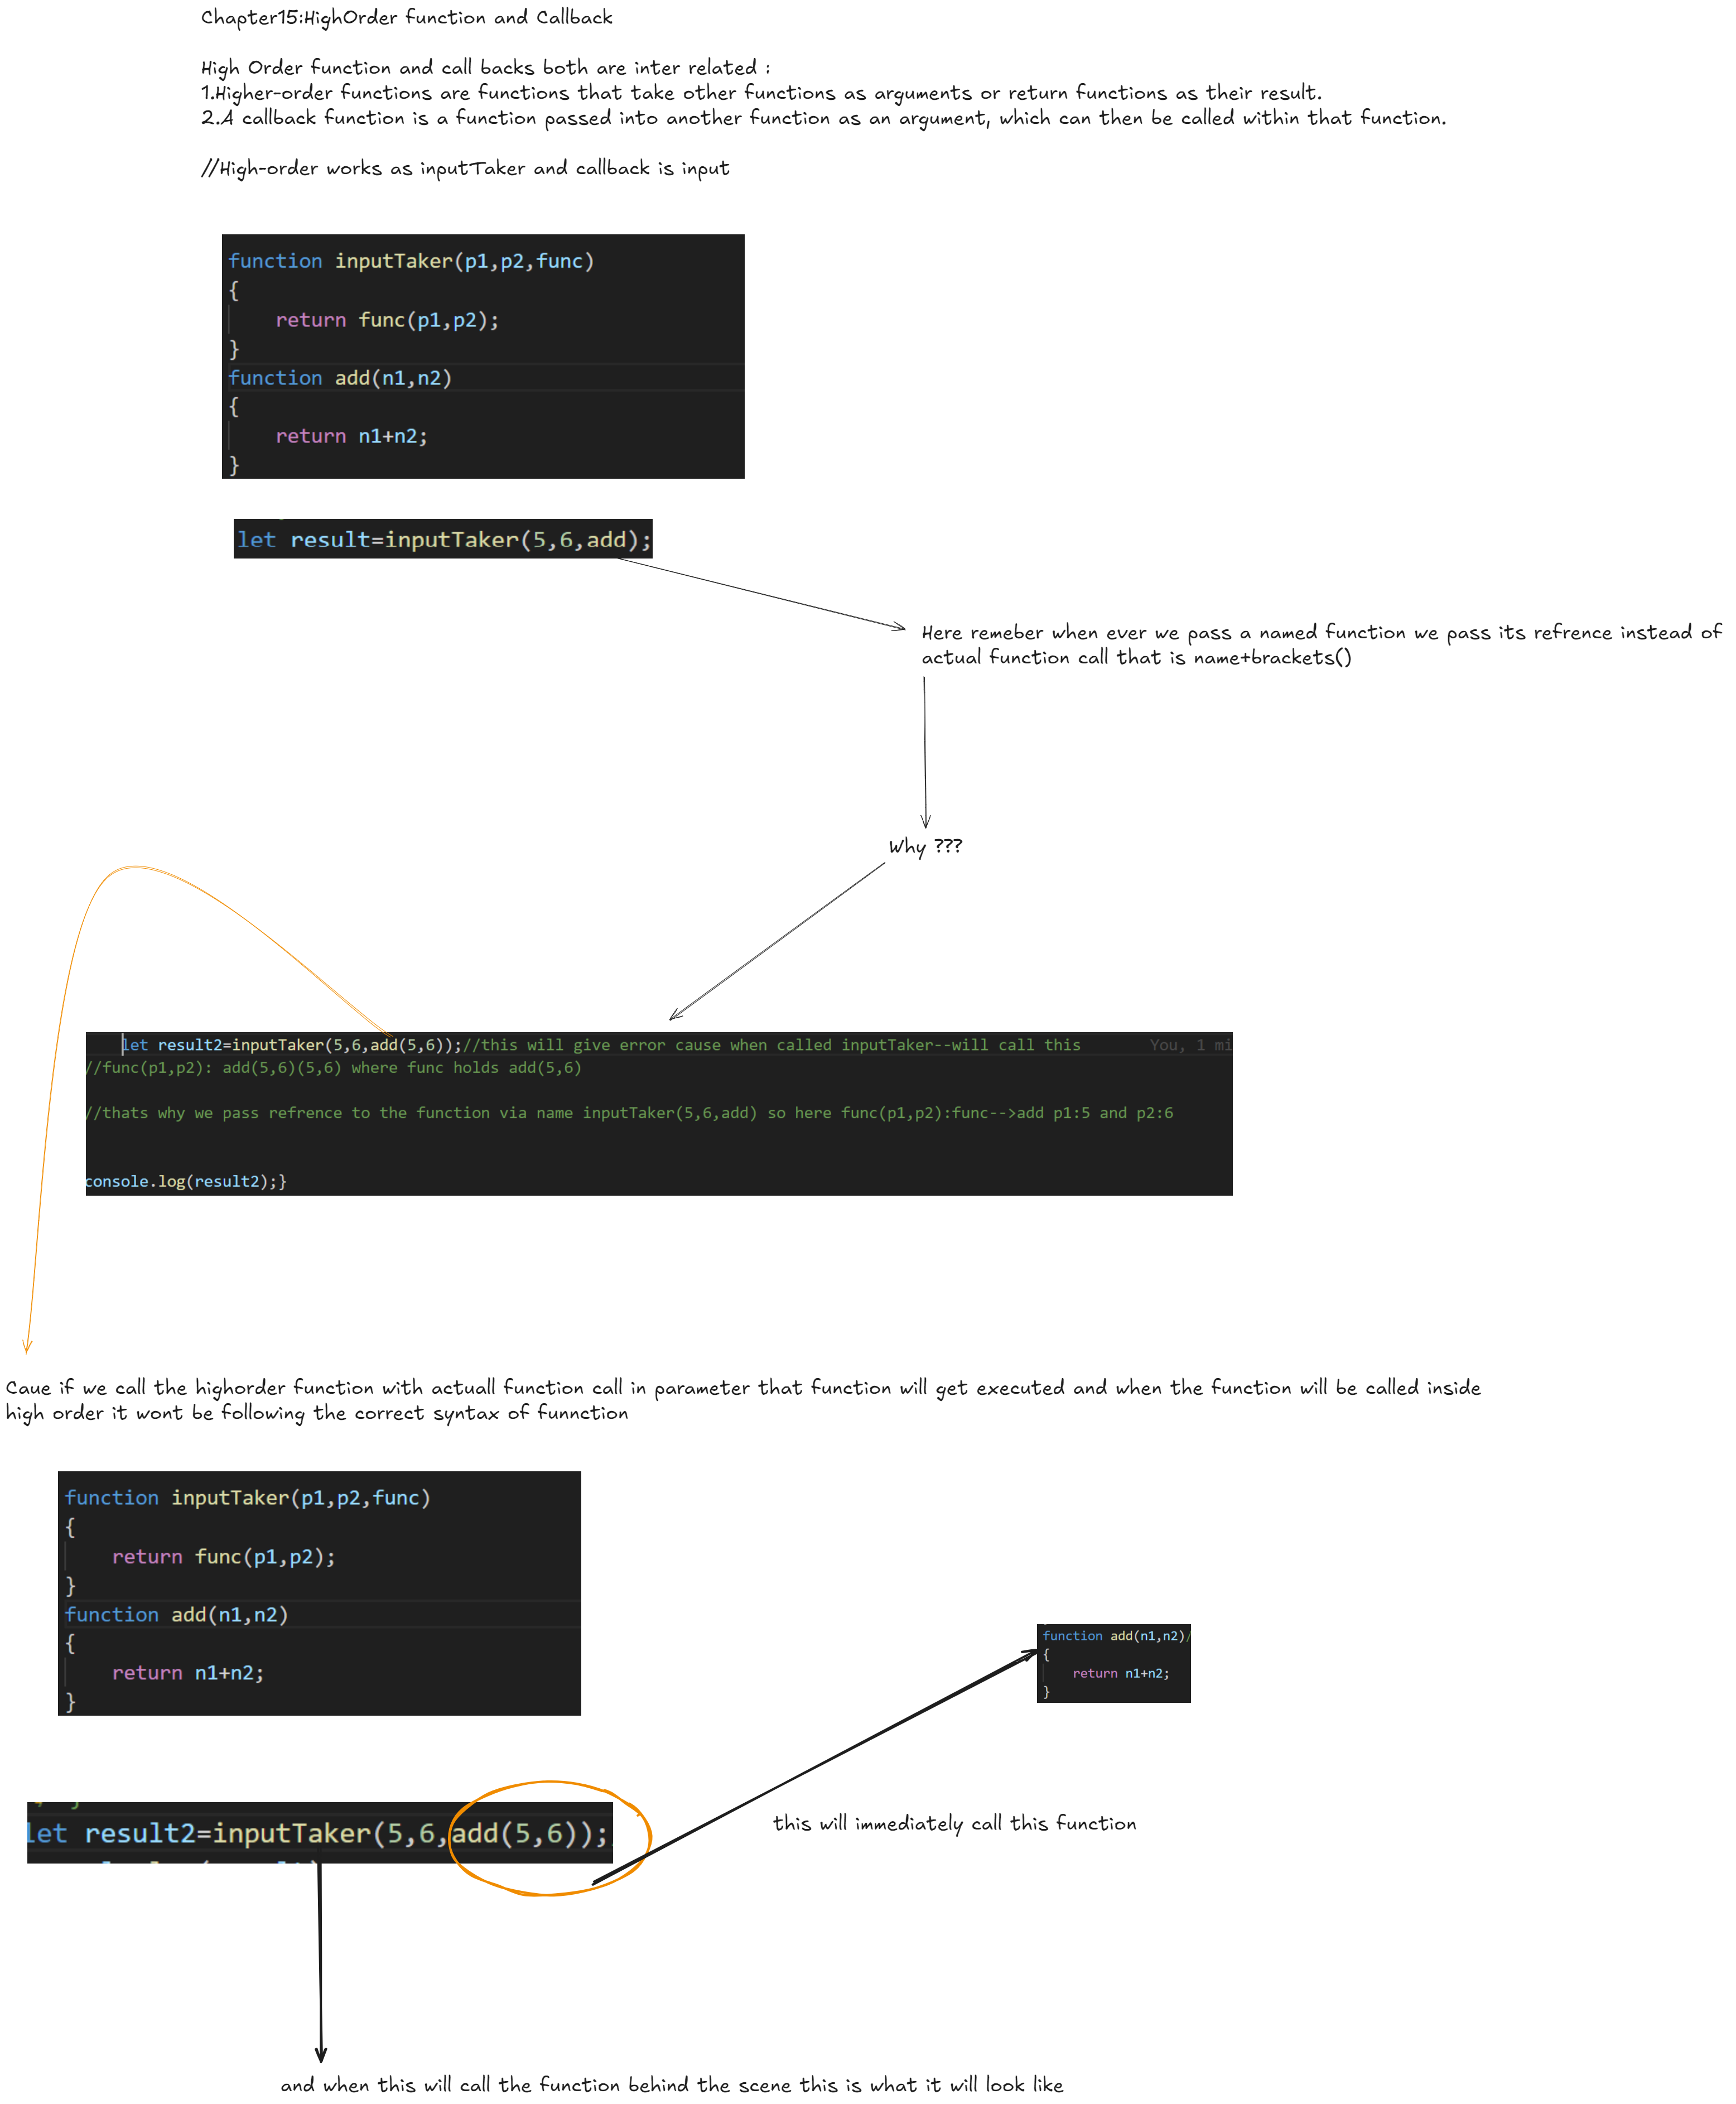 Chapter15:HighOrder function and Callback
High Order function and call backs both are inter related :
1.Higher-order functions are functions that take other functions as arguments or return functions as their result.
2.A callback function is a function passed into another function as an argument, which can then be called within that function.
//High-order works as inputTaker and callback is input
function inputTaker(p1,p2,func)
{
return func(p1,p2);
}
function add(n1,n2)
{
return n1+n2;
}
let result=inputTaker(5,6,add);
Here remeber when ever we pass a named function we pass its refrence instead of
actual function call that is name+brackets()
Why ???
let result2=inputTaker(5,6,add(5,6));//this will give error cause when called inputTaker--will call this You, 1 mi
//func(p1,p2): add(5,6)(5,6) where func holds add(5,6)
//thats why we pass refrence to the function via name inputTaker(5,6,add) so here func(p1,p2):func-->add p1:5 and p2:6
console.log(result2);}
Caue if we call the highorder function with actuall function call in parameter that function will get executed and when the function will be called inside
high order it wont be following the correct syntax of funnction
function inputTaker(p1,p2,func)
{
return func(p1,p2);
}
function add(n1,n2)
{
return n1+n2;
}
function add(n1,n2)/
{
return n1+n2;
}
let result2=inputTaker(5,6,add(5,6));
this will immediately call this function
and when this will call the function behind the scene this is what it will look like